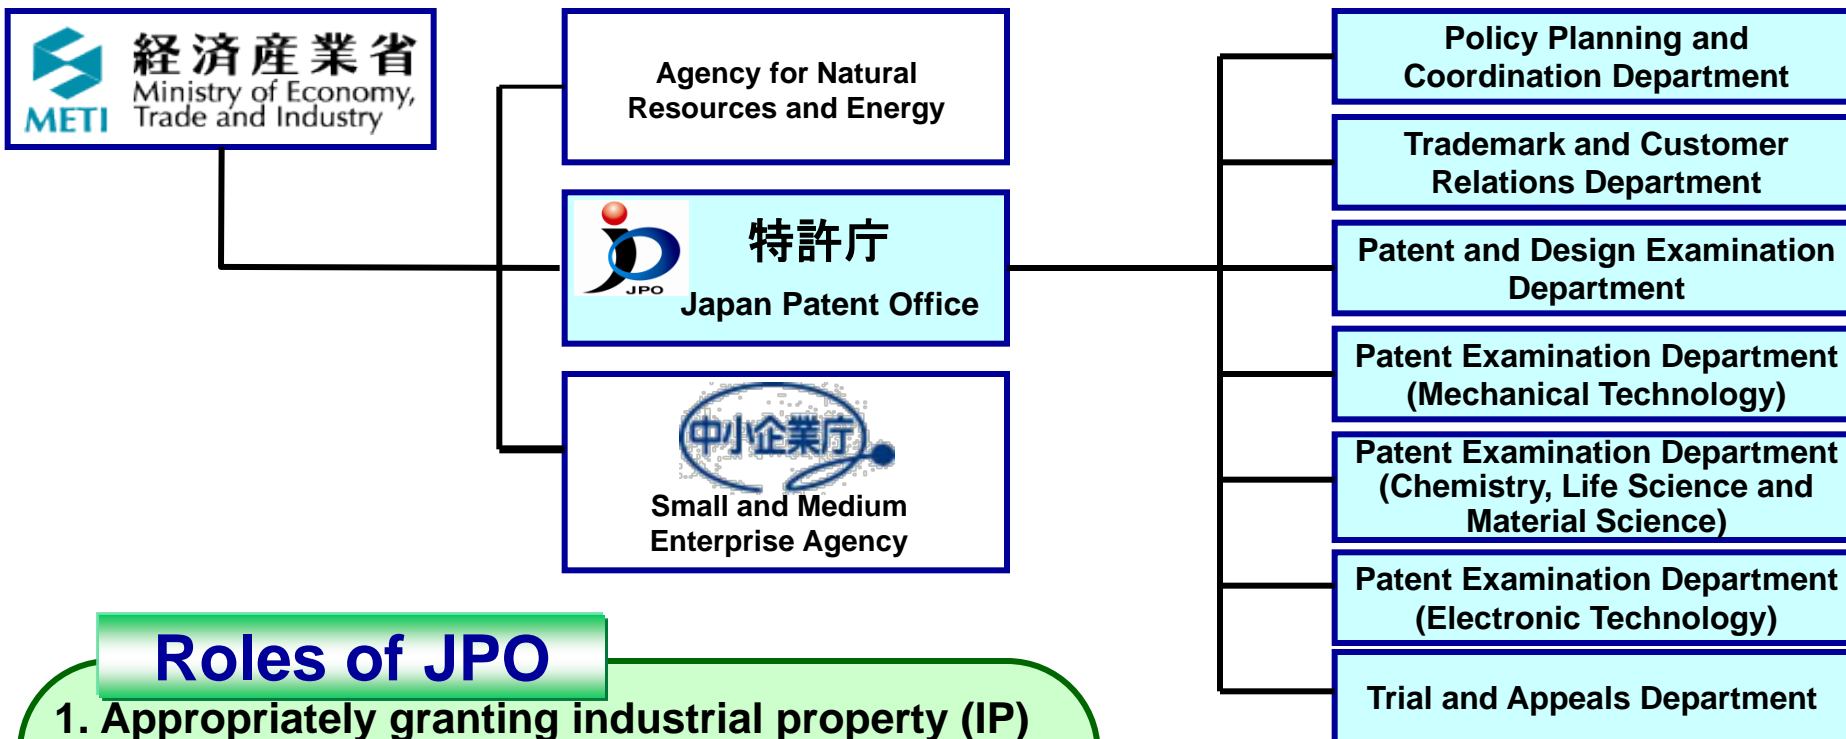 経済産業省
Ministry of Economy,
Trade and Industry
METI
Agency for Natural
Resources and Energy
特許庁
JPO
Japan Patent Office
中小企業庁
Small and Medium
Enterprise Agency
Policy Planning and
Coordination Department
Trademark and Customer
Relations Department
Patent and Design Examination
Department
Patent Examination Department
(Mechanical Technology)
Patent Examination Department
(Chemistry, Life Science and
Material Science)
Patent Examination Department
(Electronic Technology)
Trial and Appeals Department
Roles of JPO
1. Appropriately granting industrial property (IP)